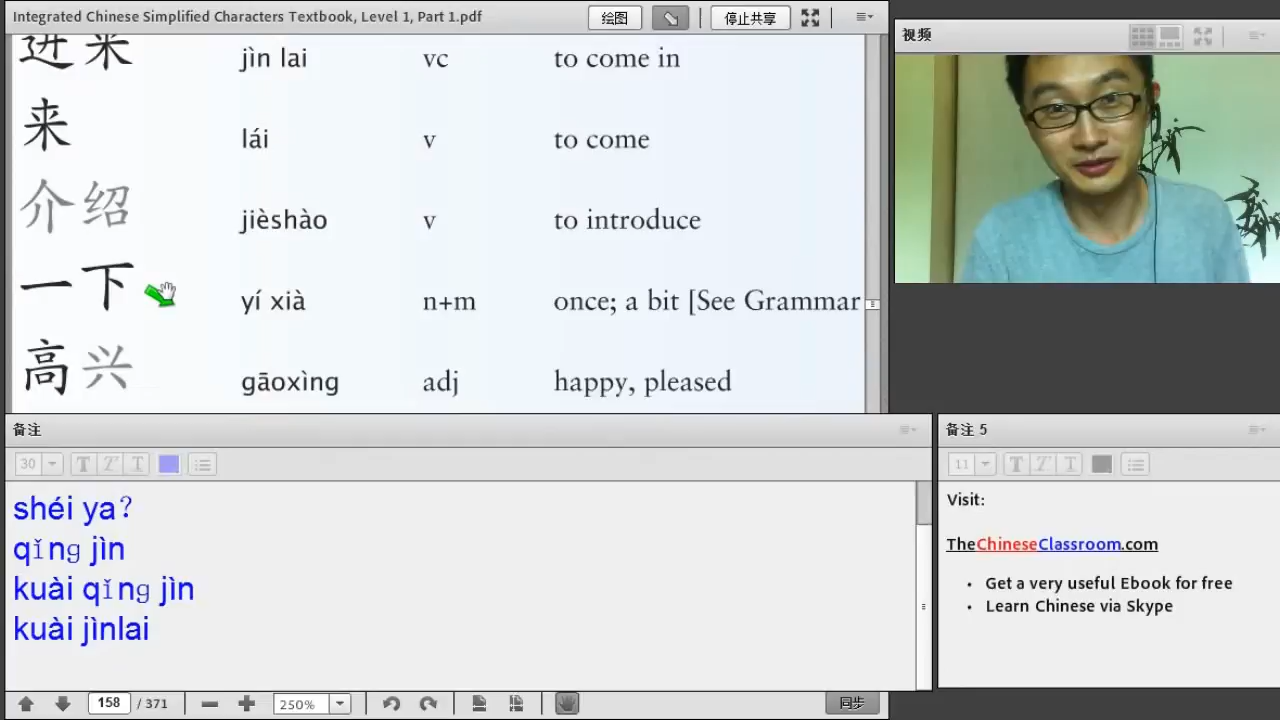 Integrated Chinese Simplified Characters Textbook, Level 1, Part 1.pdf
绘图
停止共享
视频
进来 jìn lai vc to come in
来 lái v to come
介绍 jièshào v to introduce
一下 yí xià n+m once; a bit [See Grammar
高兴 gāoxìng adj happy, pleased
备注
30 T T T
shéi ya?
qǐng jìn
kuài qǐng jìn
kuài jìnlai
备注 5
11 T T T
Visit:
TheChineseClassroom.com
• Get a very useful Ebook for free
• Learn Chinese via Skype
158 / 371
250%
同步